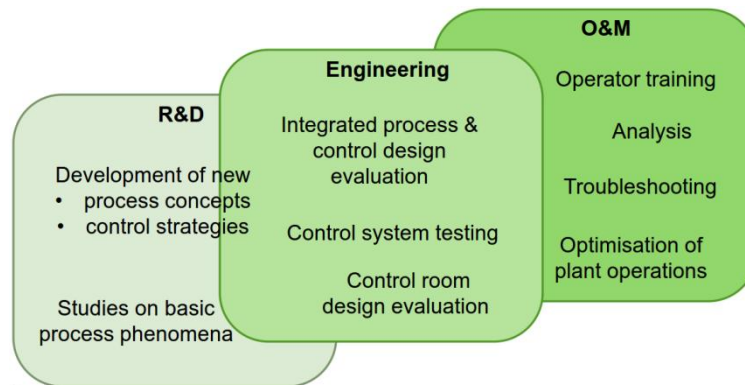 R&D
Development of new
• process concepts
• control strategies
Studies on basic
process phenomena
Engineering
Integrated process &
control design
evaluation
Control system testing
Control room
design evaluation
O&M
Operator training
Analysis
Troubleshooting
Optimisation of
plant operations